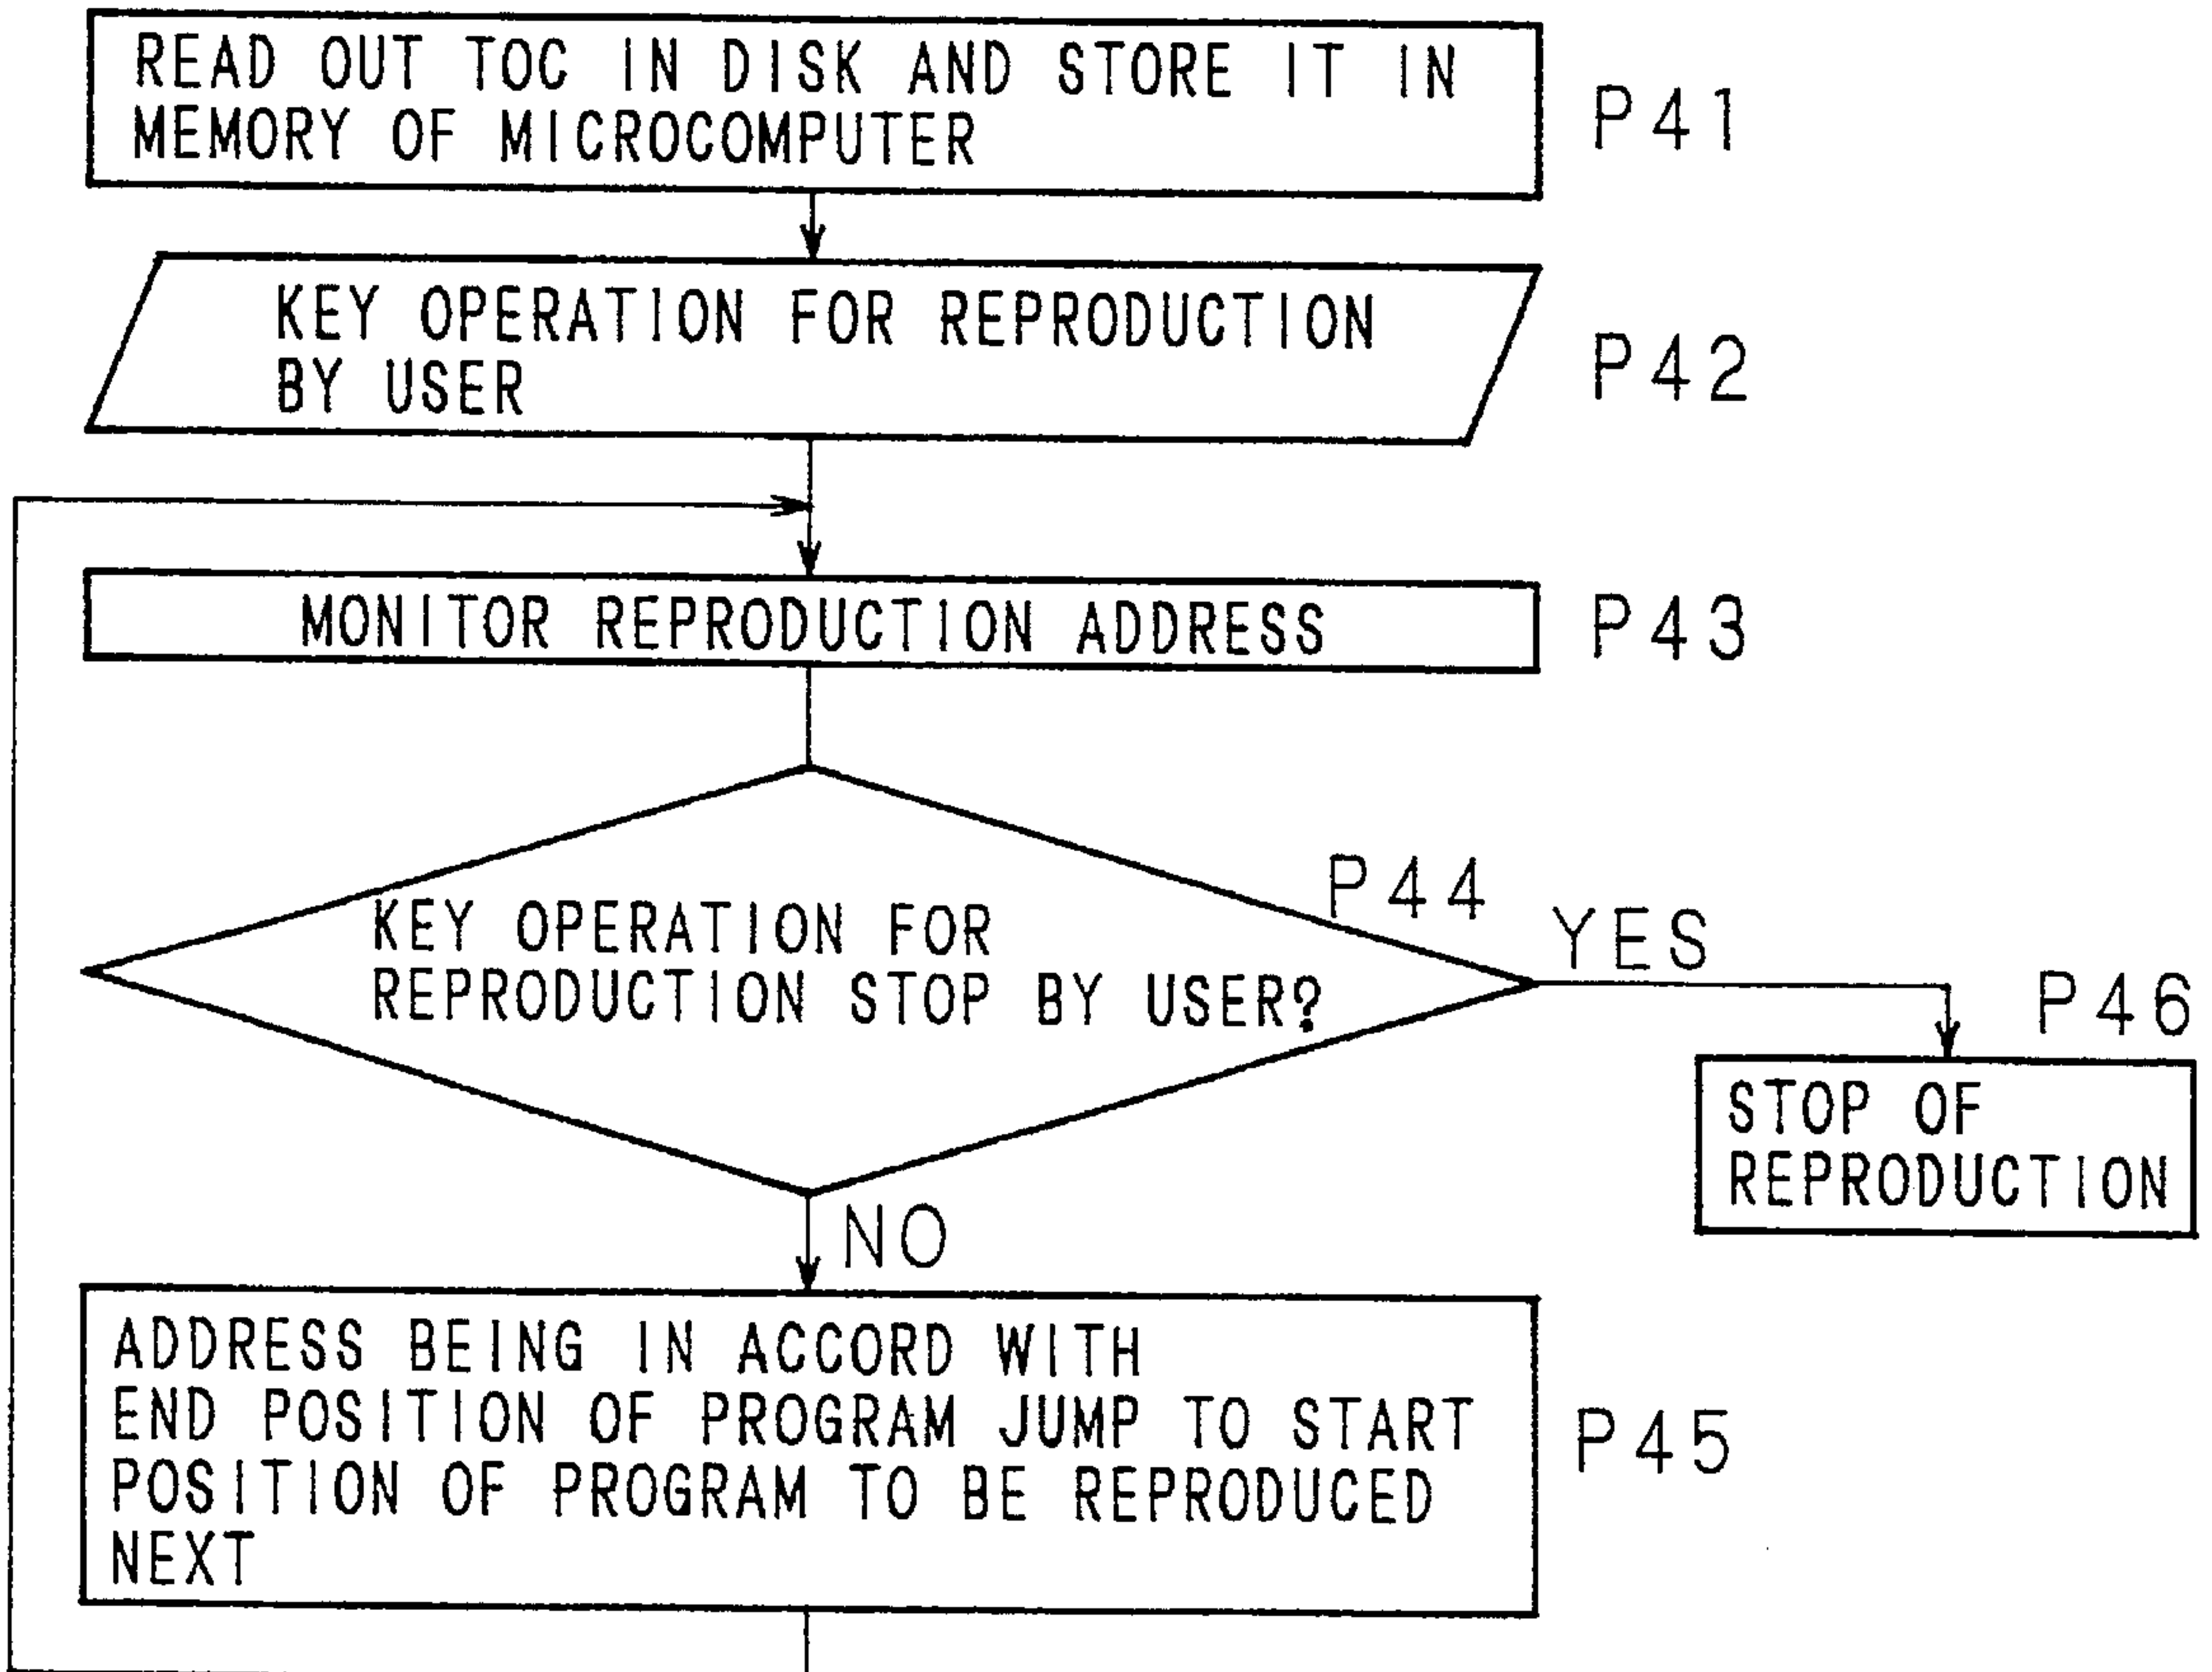 READ OUT TOC IN DISK AND STORE IT IN
MEMORY OF MICROCOMPUTER
P41
KEY OPERATION FOR REPRODUCTION
BY USER
P42
MONITOR REPRODUCTION ADDRESS
P43
P44
KEY OPERATION FOR
REPRODUCTION STOP BY USER?
YES
P46
STOP OF
REPRODUCTION
NO
ADDRESS BEING IN ACCORD WITH
END POSITION OF PROGRAM JUMP TO START
POSITION OF PROGRAM TO BE REPRODUCED
NEXT
P45